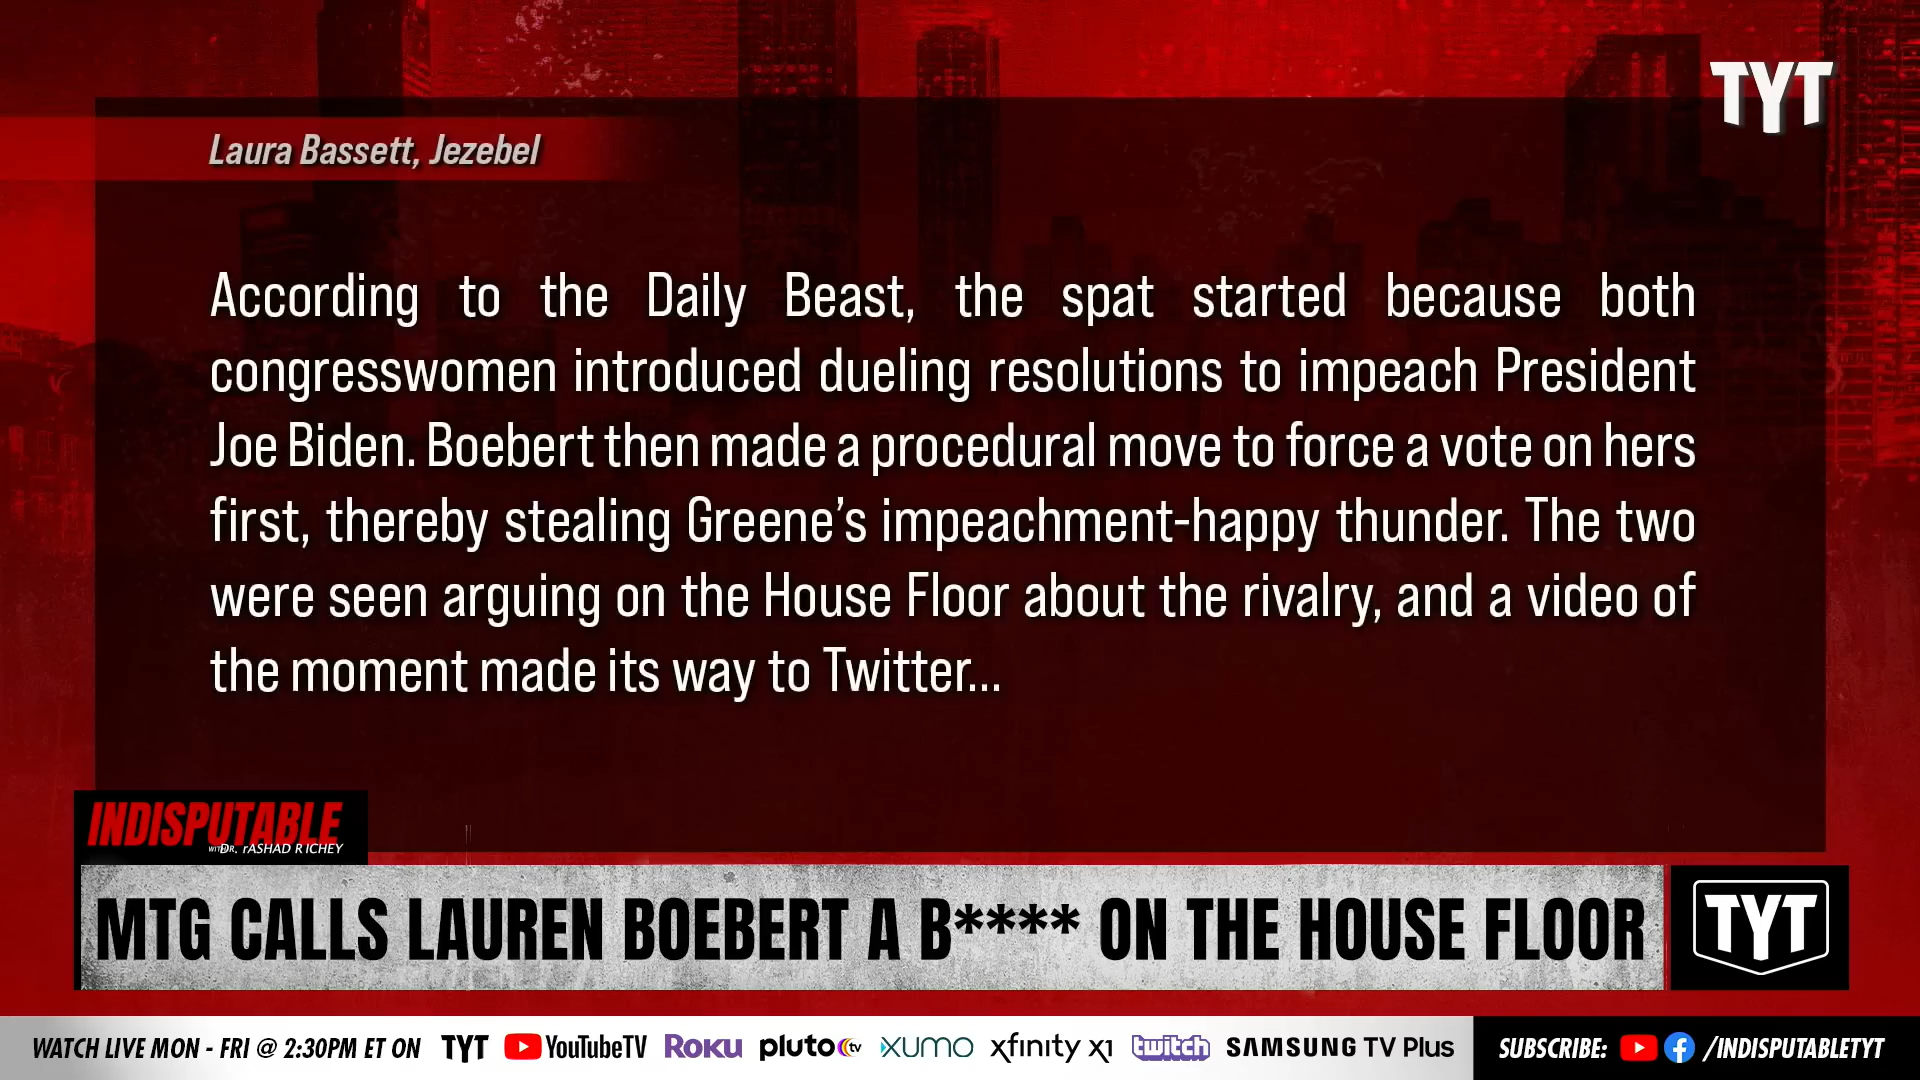 TYT
Laura Bassett, Jezebel
According to the Daily Beast, the spat started because both
congresswomen introduced dueling resolutions to impeach President
Joe Biden. Boebert then made a procedural move to force a vote on hers
first, thereby stealing Greene’s impeachment-happy thunder. The two
were seen arguing on the House Floor about the rivalry, and a video of
the moment made its way to Twitter...
INDISPUTABLE
WITH DR. rASHAD RICHEY
MTG CALLS LAUREN BOEBERT A B**** ON THE HOUSE FLOOR
TYT
WATCH LIVE MON - FRI @ 2:30PM ET ON TYT YouTubeTV ROKU pluto tv XUMO xfinity x1 twitch SAMSUNG TV Plus SUBSCRIBE: /INDISPUTABLETYT